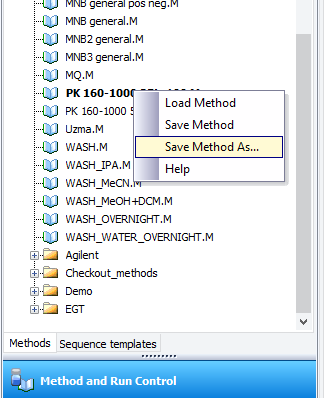 MNB general pos neg.M
MNB general.M
MNB2 general.M
MNB3 general.M
MQ.M
PK 160-1000
PK 160-1000 5
Load Method
Save Method
Save Method As...
Help
Uzma.M
WASH.M
WASH_IPA.M
WASH_MeCN.M
WASH_MeOH+DCM.M
WASH_OVERNIGHT.M
WASH_WATER_OVERNIGHT.M
Agilent
Checkout_methods
Demo
EGT
Methods Sequence templates
Method and Run Control